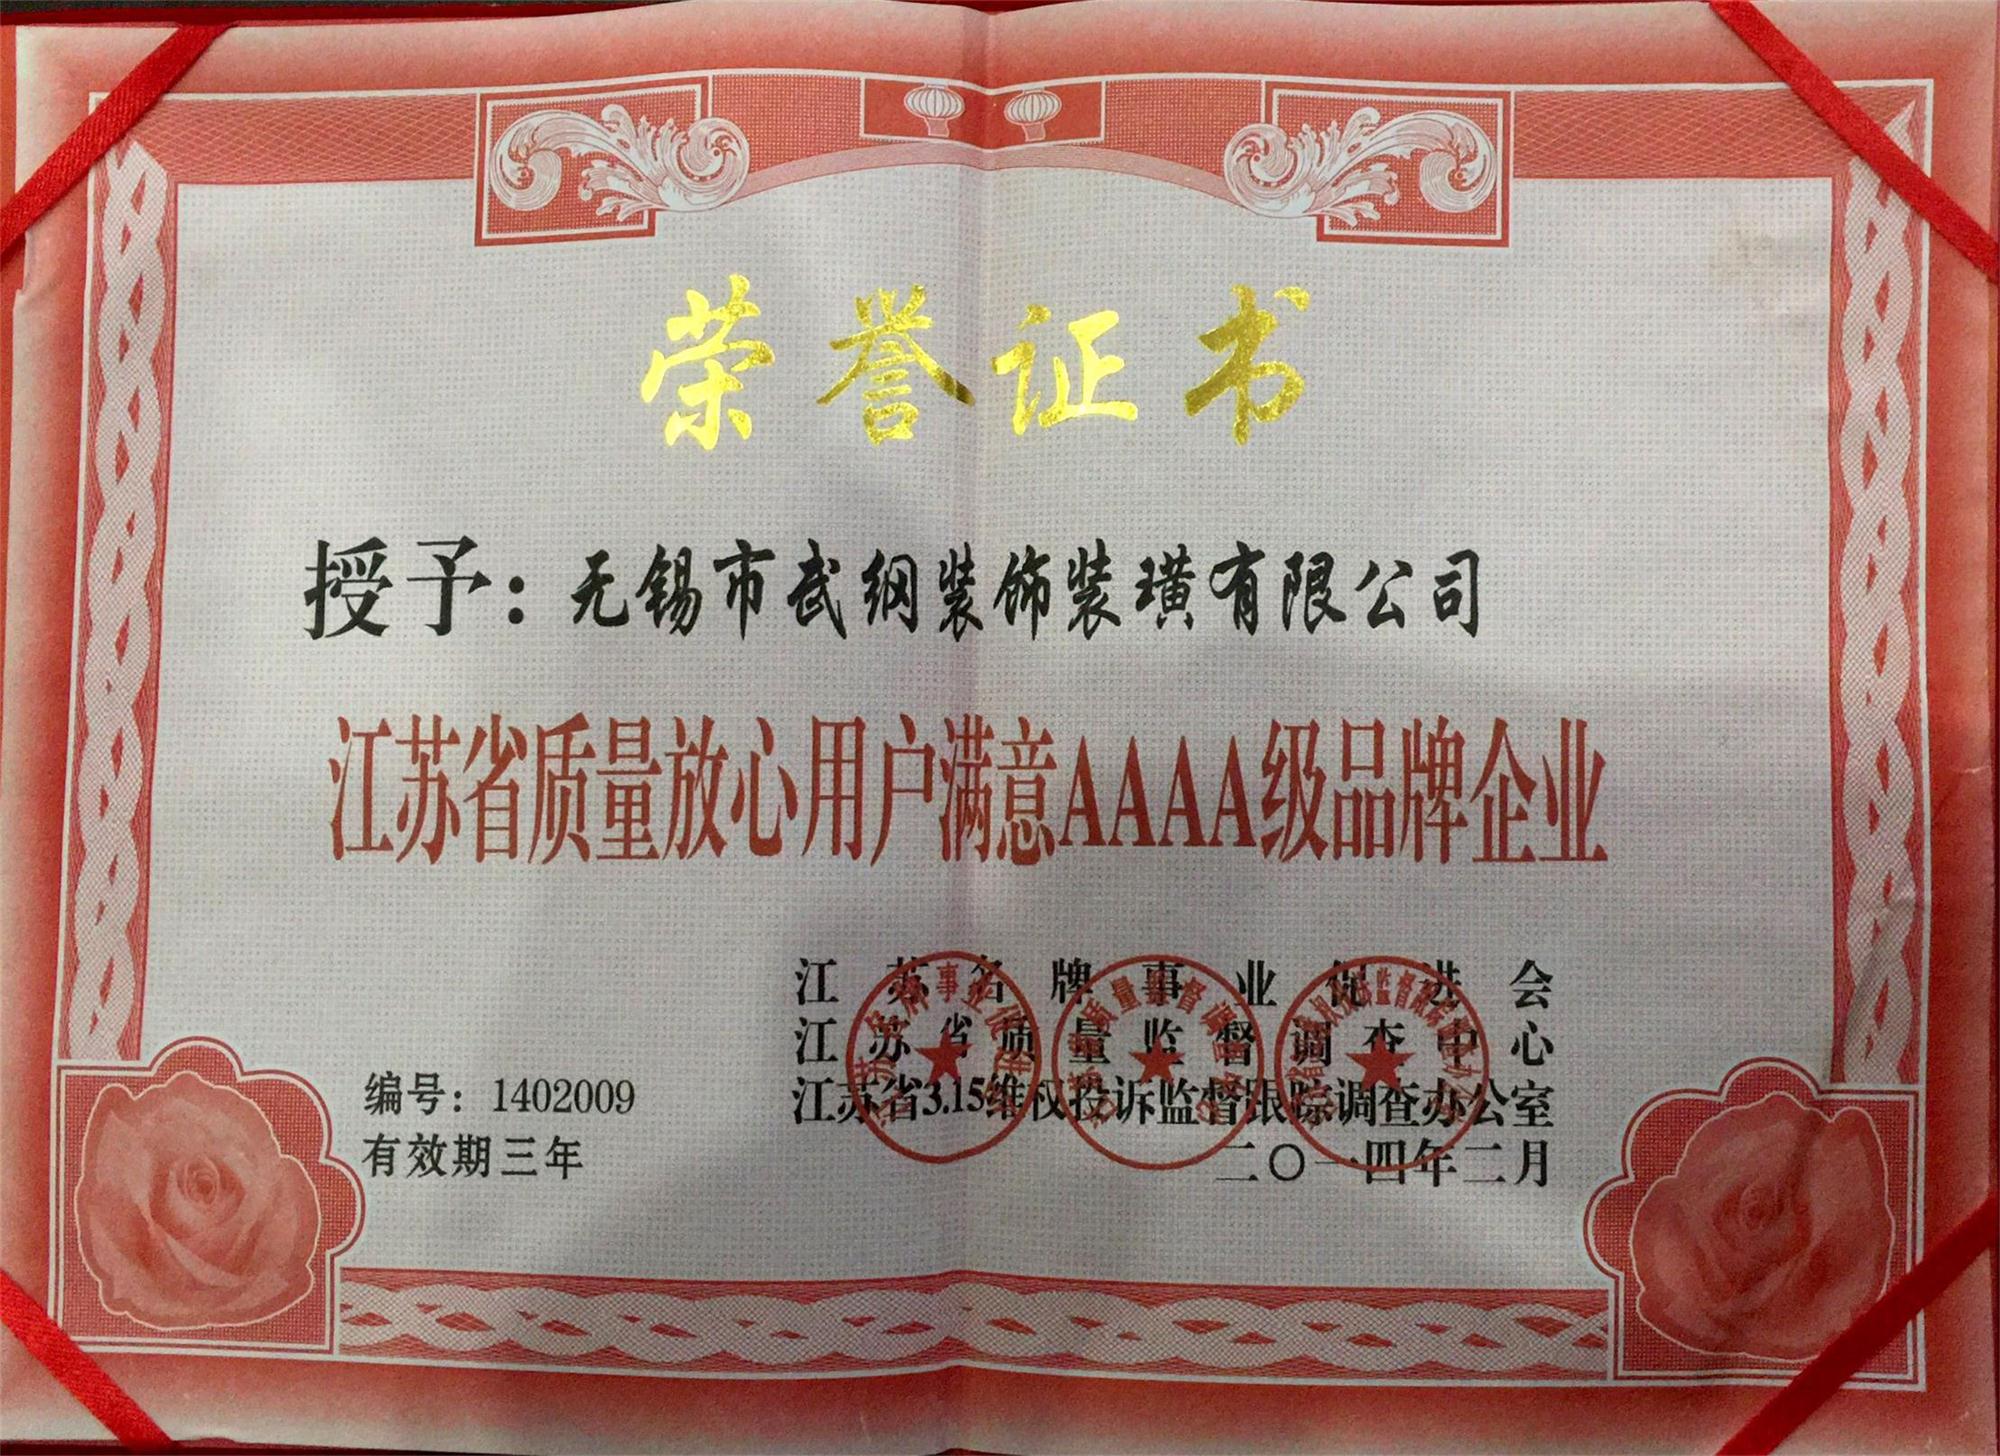 荣誉证书
授予：无锡市武纲装饰装璜有限公司
江苏省质量放心用户满意AAAA级品牌企业
江苏名牌事业促进会
江苏省质量监督调查中心
江苏省3.15维权投诉监督跟踪调查办公室
二〇一四年二月
编号：1402009
有效期三年